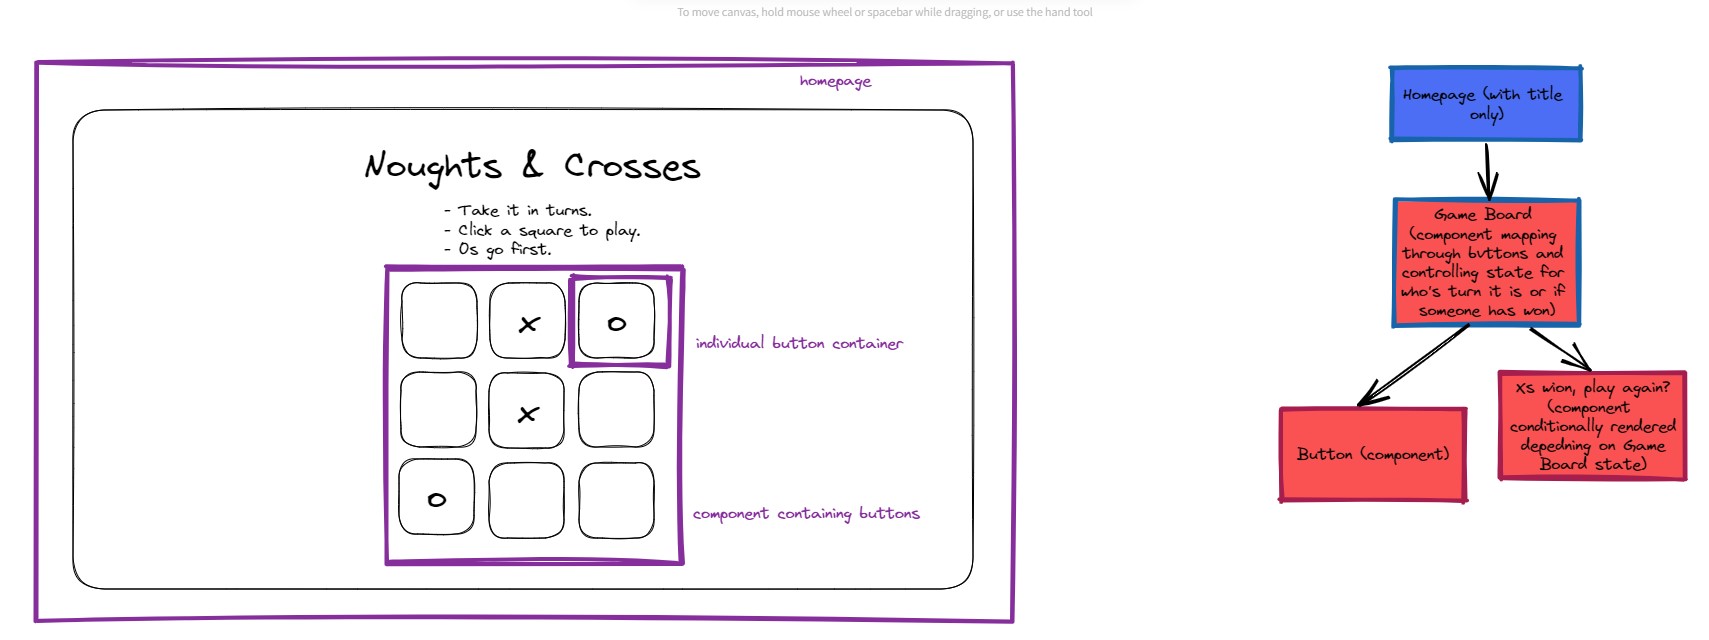 To move canvas, hold mouse wheel or spacebar while dragging, or use the hand tool
homepage
Noughts & Crosses
- Take it in turns.
- Click a square to play.
- Os go first.
x
o
individual button container
x
o
component containing buttons
Homepage (with title
only)
Game Board
(component mapping
through buttons and
controlling state for
who's turn it is or if
someone has won)
Button (component)
Xs won, play again?
(component
conditionally rendered
depedning on Game
Board state)